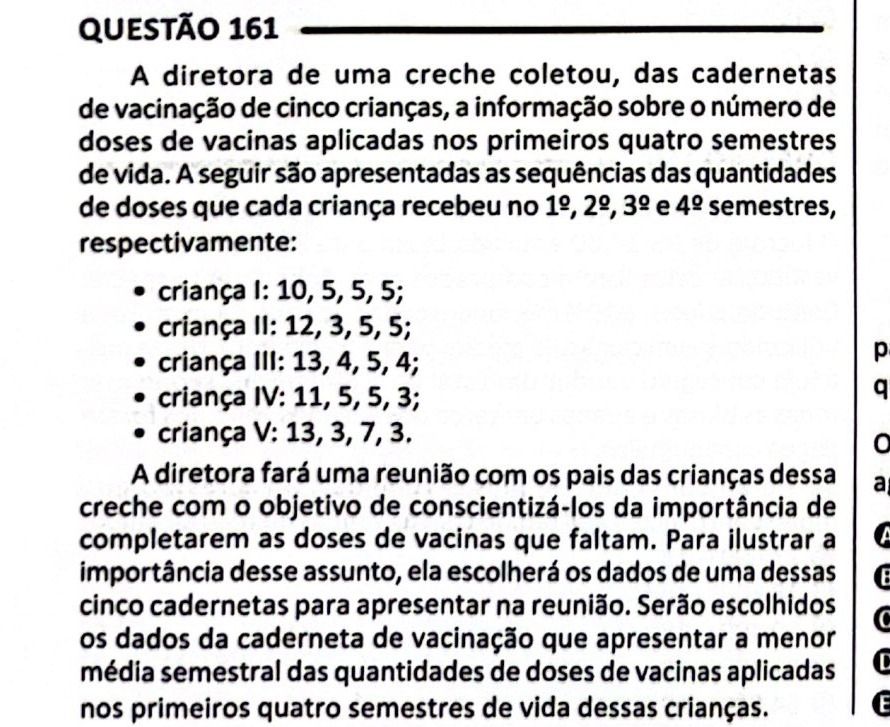 QUESTÃO 161
A diretora de uma creche coletou, das cadernetas
de vacinação de cinco crianças, a informação sobre o número de
doses de vacinas aplicadas nos primeiros quatro semestres
de vida. A seguir são apresentadas as sequências das quantidades
de doses que cada criança recebeu no 1º, 2º, 3º e 4º semestres,
respectivamente:
• criança I: 10, 5, 5, 5;
• criança II: 12, 3, 5, 5;
• criança III: 13, 4, 5, 4;
• criança IV: 11, 5, 5, 3;
• criança V: 13, 3, 7, 3.
A diretora fará uma reunião com os pais das crianças dessa
creche com o objetivo de conscientizá-los da importância de
completarem as doses de vacinas que faltam. Para ilustrar a
importância desse assunto, ela escolherá os dados de uma dessas
cinco cadernetas para apresentar na reunião. Serão escolhidos
os dados da caderneta de vacinação que apresentar a menor
média semestral das quantidades de doses de vacinas aplicadas
nos primeiros quatro semestres de vida dessas crianças.